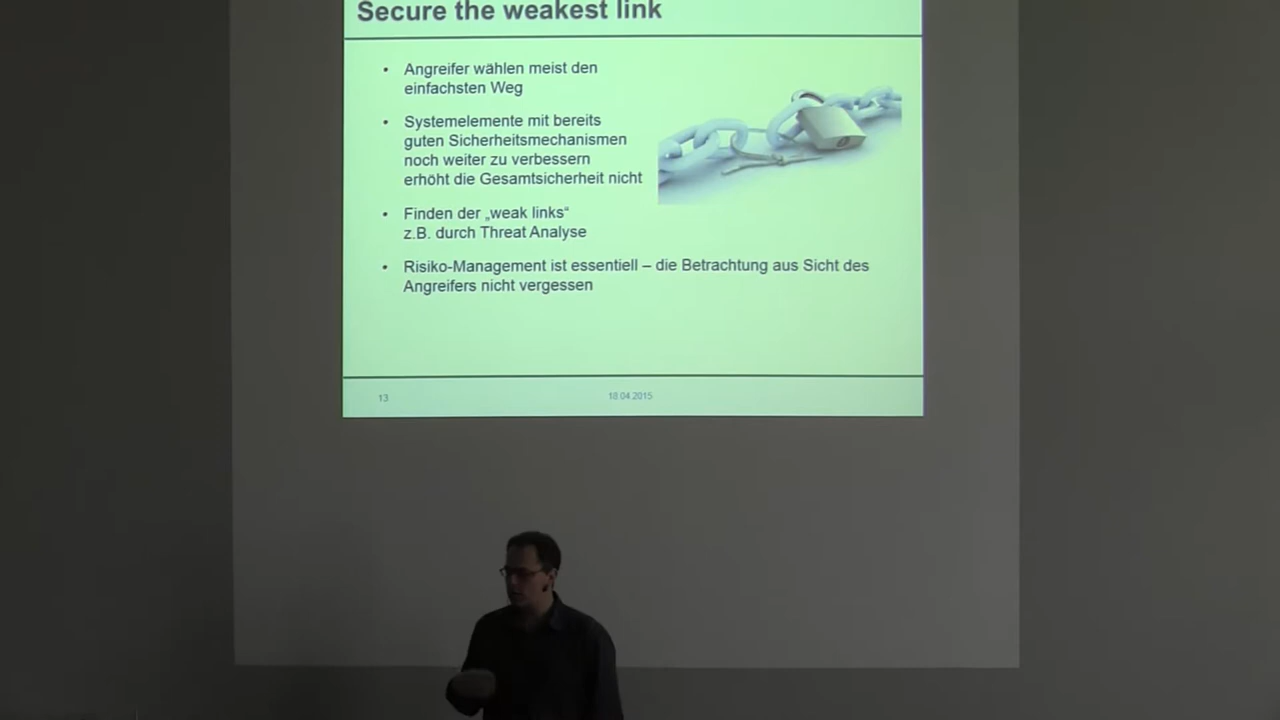 Secure the weakest link
• Angreifer wählen meist den
einfachsten Weg
• Systemelemente mit bereits
guten Sicherheitsmechanismen
noch weiter zu verbessern
erhöht die Gesamtsicherheit nicht
• Finden der „weak links“
z.B. durch Threat Analyse
• Risiko-Management ist essentiell – die Betrachtung aus Sicht des
Angreifers nicht vergessen
13
18.04.2015